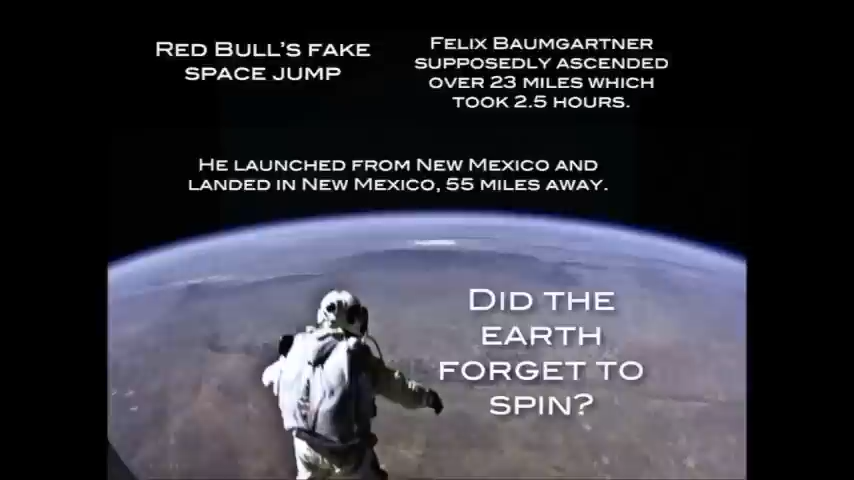 RED BULL'S FAKE
SPACE JUMP
FELIX BAUMGARTNER
SUPPOSEDLY ASCENDED
OVER 23 MILES WHICH
TOOK 2.5 HOURS.
HE LAUNCHED FROM NEW MEXICO AND
LANDED IN NEW MEXICO, 55 MILES AWAY.
DID THE
EARTH
FORGET TO
SPIN?